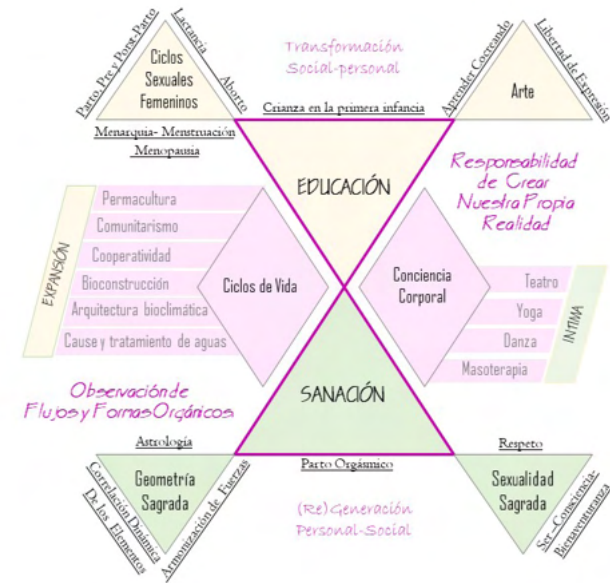 Parto, Pre y Porst-Parto
Lactancia
Aborto
Ciclos
Sexuales
Femeninos
Menarquia- Menstruación
Menopausia
Transformación
Social-personal
Crianza en la primera infancia
Aprender Cocreando
Libertad de Expresión
Arte
EDUCACIÓN
Responsabilidad
de Crear
Nuestra Propia
Realidad
EXPANSIÓN
Permacultura
Comunitarismo
Cooperatividad
Bioconstrucción
Arquitectura bioclimática
Cause y tratamiento de aguas
Ciclos de Vida
Conciencia
Corporal
Teatro
Yoga
Danza
Masoterapia
INTIMA
Observación de
Flujos y Formas Orgánicos
SANACIÓN
Astrología
Geometría
Sagrada
Correlación Dinámica
De los Elementos
Armonización de Fuerzas
Parto Orgásmico
(Re) Generación
Personal-Social
Respeto
Sexualidad
Sagrada
Ser -Consciencia-
Bienaventuranza